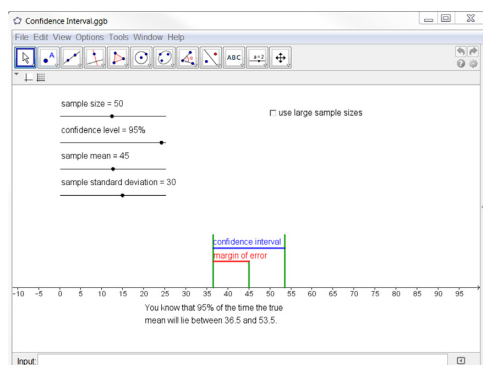 Confidence Interval.ggb
File Edit View Options Tools Window Help
A
ABC
a=2
sample size = 50
use large sample sizes
confidence level = 95%
sample mean = 45
sample standard deviation = 30
confidence interval
margin of error
-10 -5 0 5 10 15 20 25 30 35 40 45 50 55 60 65 70 75 80 85 90 95
You know that 95% of the time the true
mean will lie between 36.5 and 53.5.
Input: